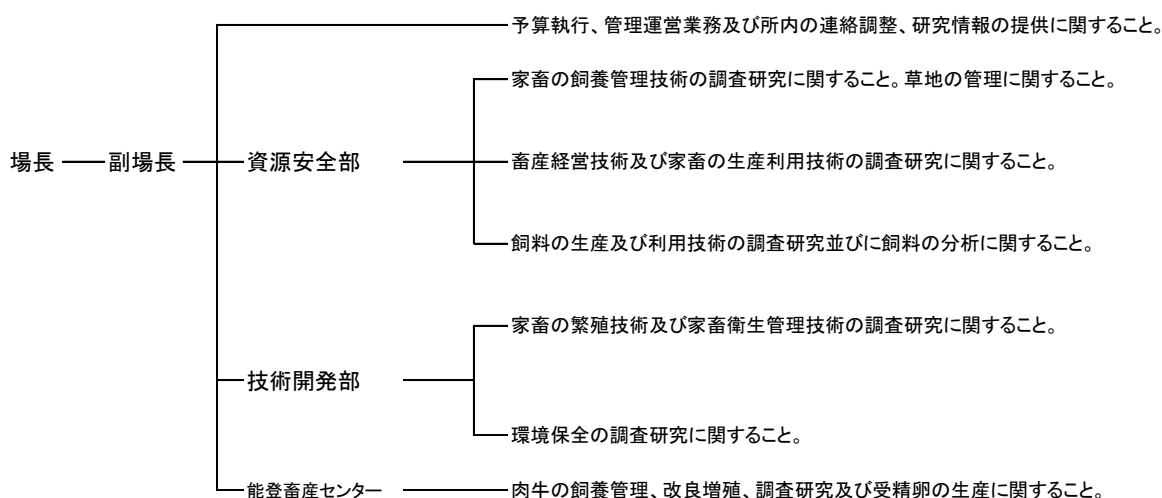 予算執行、管理運営業務及び所内の連絡調整、研究情報の提供に関すること。
家畜の飼養管理技術の調査研究に関すること。草地の管理に関すること。
場長 副場長 資源安全部 畜産経営技術及び家畜の生産利用技術の調査研究に関すること。
飼料の生産及び利用技術の調査研究並びに飼料の分析に関すること。
家畜の繁殖技術及び家畜衛生管理技術の調査研究に関すること。
技術開発部
環境保全の調査研究に関すること。
能登畜産センター 肉牛の飼養管理、改良増殖、調査研究及び受精卵の生産に関すること。